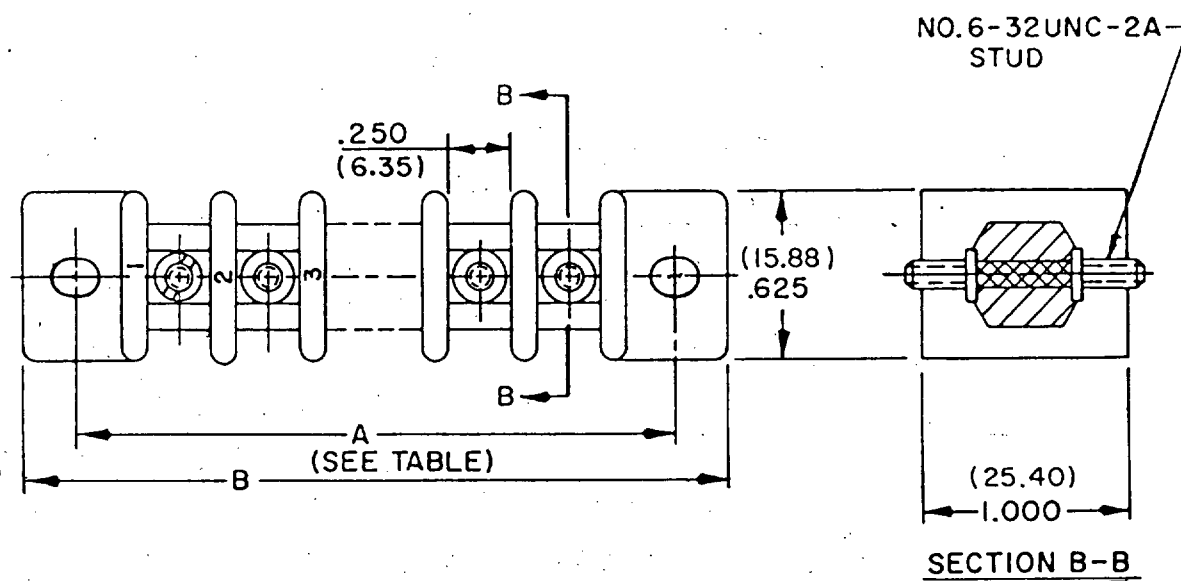 NO.6-32UNC-2A
STUD
B
.250
(6.35)
1
2
3
(15.88)
.625
B
A
(SEE TABLE)
B
(25.40)
1.000
SECTION B-B